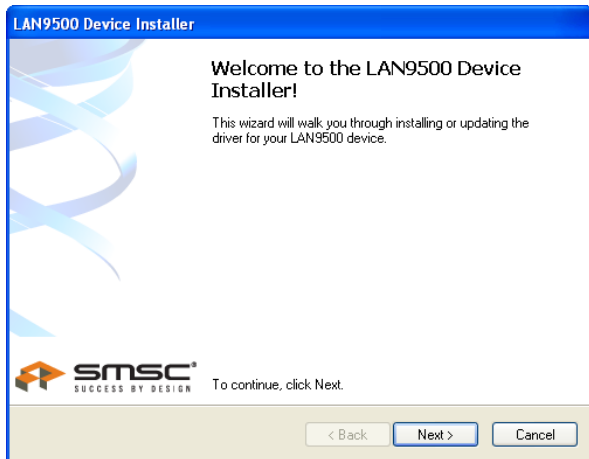 LAN9500 Device Installer
Welcome to the LAN9500 Device
Installer!
This wizard will walk you through installing or updating the
driver for your LAN9500 device.
smsc
SUCCESS BY DESIGN
To continue, click Next.
< Back
Next >
Cancel